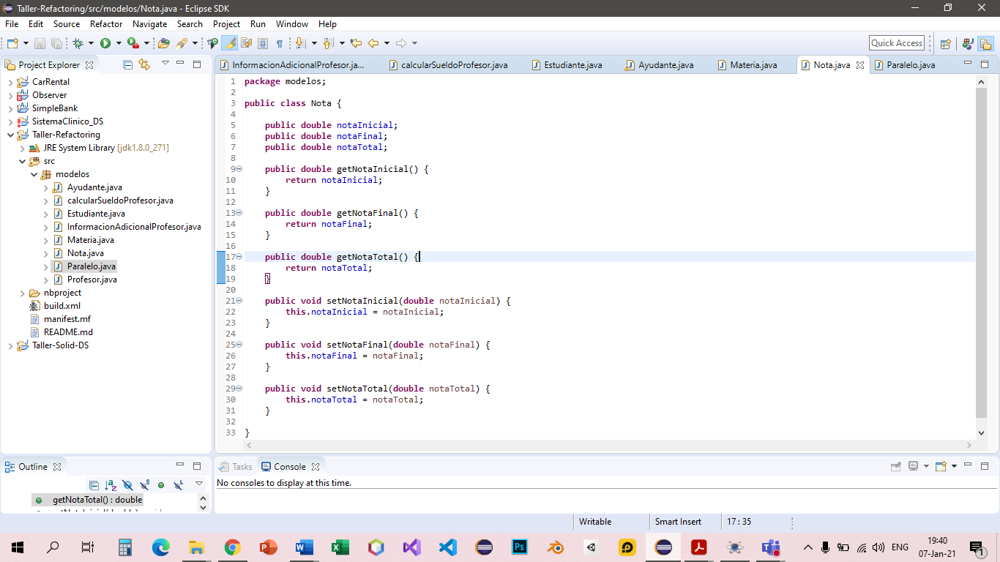 Taller-Refactoring/src/modelos/Nota.java - Eclipse SDK
File Edit Source Refactor Navigate Search Project Run Window Help
Quick Access
Project Explorer
CarRental
Observer
SimpleBank
SistemaClinico_DS
Taller-Refactoring
JRE System Library [jdk1.8.0_271]
src
modelos
Ayudante.java
calcularSueldoProfesor.java
Estudiante.java
InformacionAdicionalProfesor.java
Materia.java
Nota.java
Paralelo.java
Profesor.java
nbproject
build.xml
manifest.mf
README.md
Taller-Solid-DS
InformacionAdicionalProfesor.ja... calcularSueldoProfesor.java Estudiante.java Ayudante.java Materia.java Nota.java Paralelo.java
1 package modelos;
2
3 public class Nota {
4
5 public double notaInicial;
6 public double notaFinal;
7 public double notaTotal;
8
9 public double getNotaInicial() {
10 return notaInicial;
11 }
12
13 public double getNotaFinal() {
14 return notaFinal;
15 }
16
17 public double getNotaTotal() {
18 return notaTotal;
19 }
20
21 public void setNotaInicial(double notaInicial) {
22 this.notaInicial = notaInicial;
23 }
24
25 public void setNotaFinal(double notaFinal) {
26 this.notaFinal = notaFinal;
27 }
28
29 public void setNotaTotal(double notaTotal) {
30 this.notaTotal = notaTotal;
31 }
32
33 }
Outline
getNotaTotal() : double
Tasks Console
No consoles to display at this time.
Writable Smart Insert 17 : 35
ENG
19:40
07-Jan-21
1